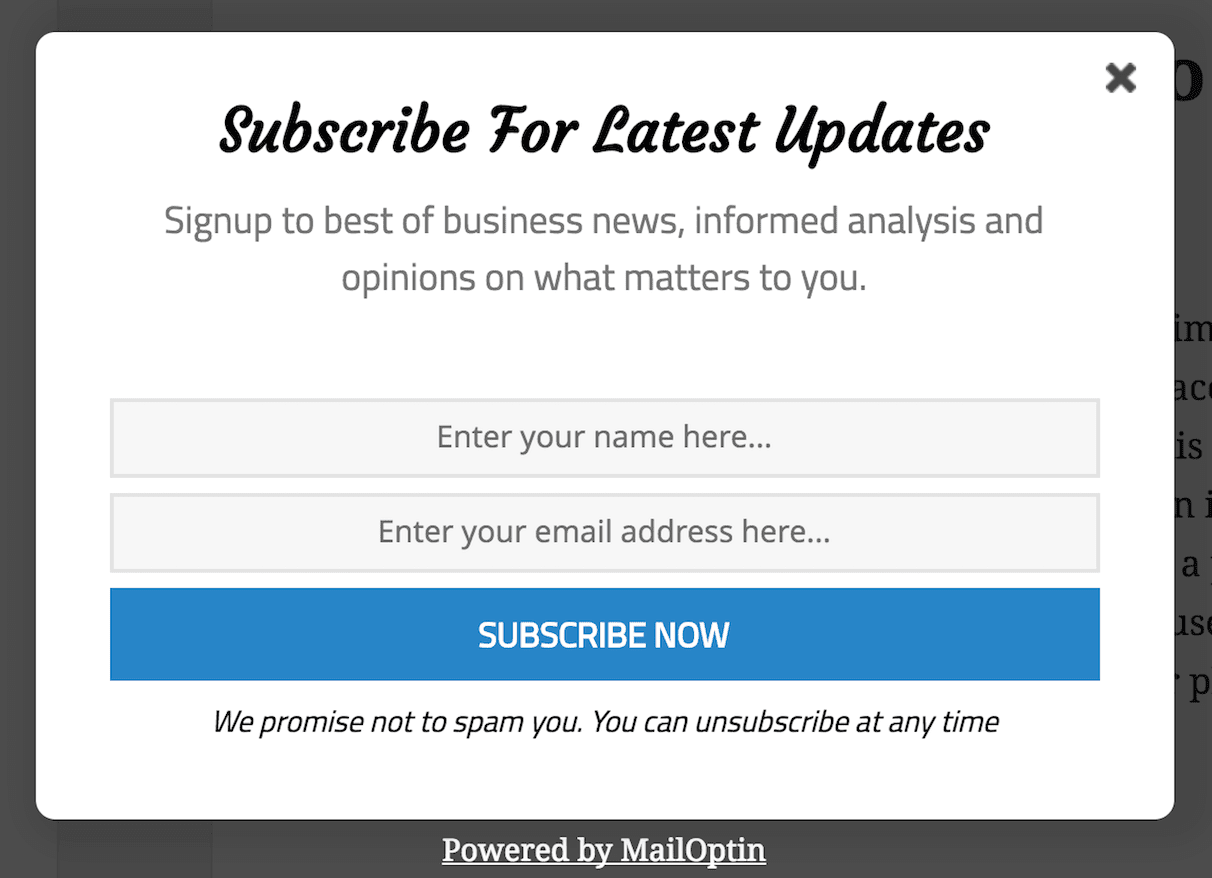 Subscribe For Latest Updates
Signup to best of business news, informed analysis and
opinions on what matters to you.
Enter your name here...
Enter your email address here...
SUBSCRIBE NOW
We promise not to spam you. You can unsubscribe at any time
Powered by MailOptin